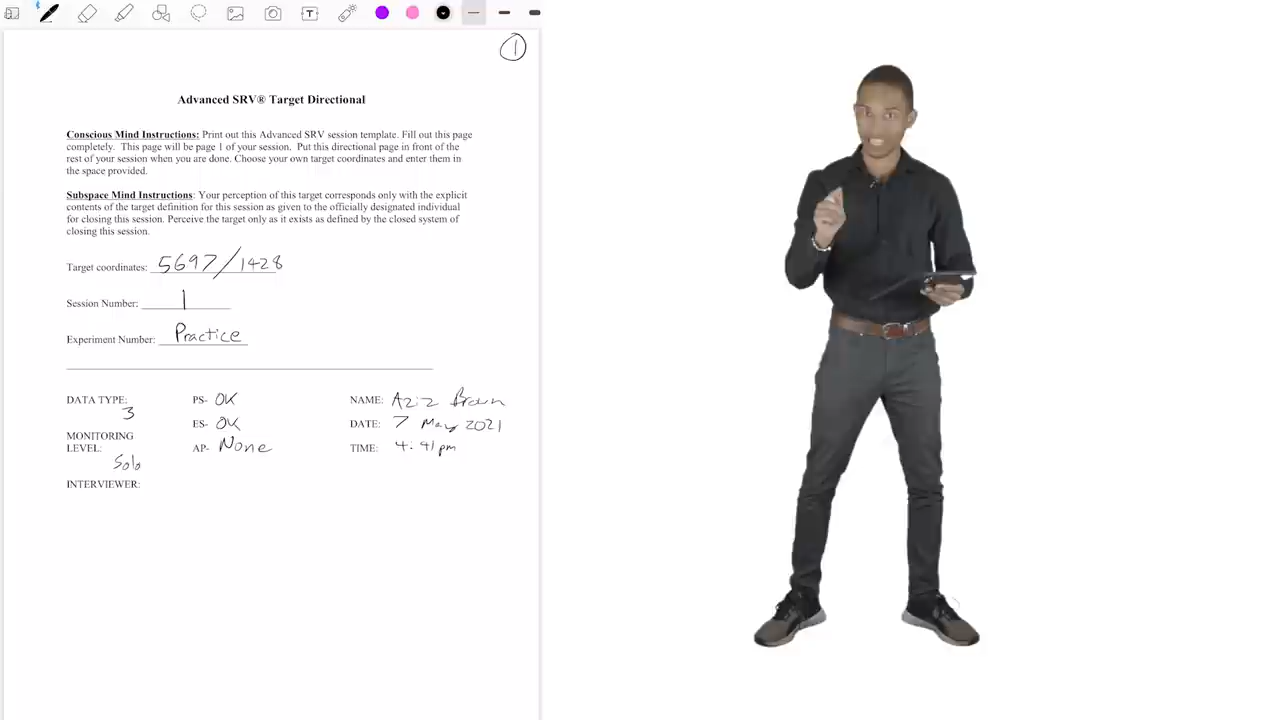 1
Advanced SRV® Target Directional
Conscious Mind Instructions: Print out this Advanced SRV session template. Fill out this page
completely. This page will be page 1 of your session. Put this directional page in front of the
rest of your session when you are done. Choose your own target coordinates and enter them in
the space provided.
Subspace Mind Instructions: Your perception of this target corresponds only with the explicit
contents of the target definition for this session as given to the officially designated individual
for closing this session. Perceive the target only as it exists as defined by the closed system of
closing this session.
Target coordinates: 5697/1428
Session Number: 1
Experiment Number: Practice
DATA TYPE: 3
PS- OK
NAME: Aziz Brown
ES- OK
DATE: 7 May 2021
MONITORING LEVEL: Solo
AP- None
TIME: 4:41pm
INTERVIEWER:
T